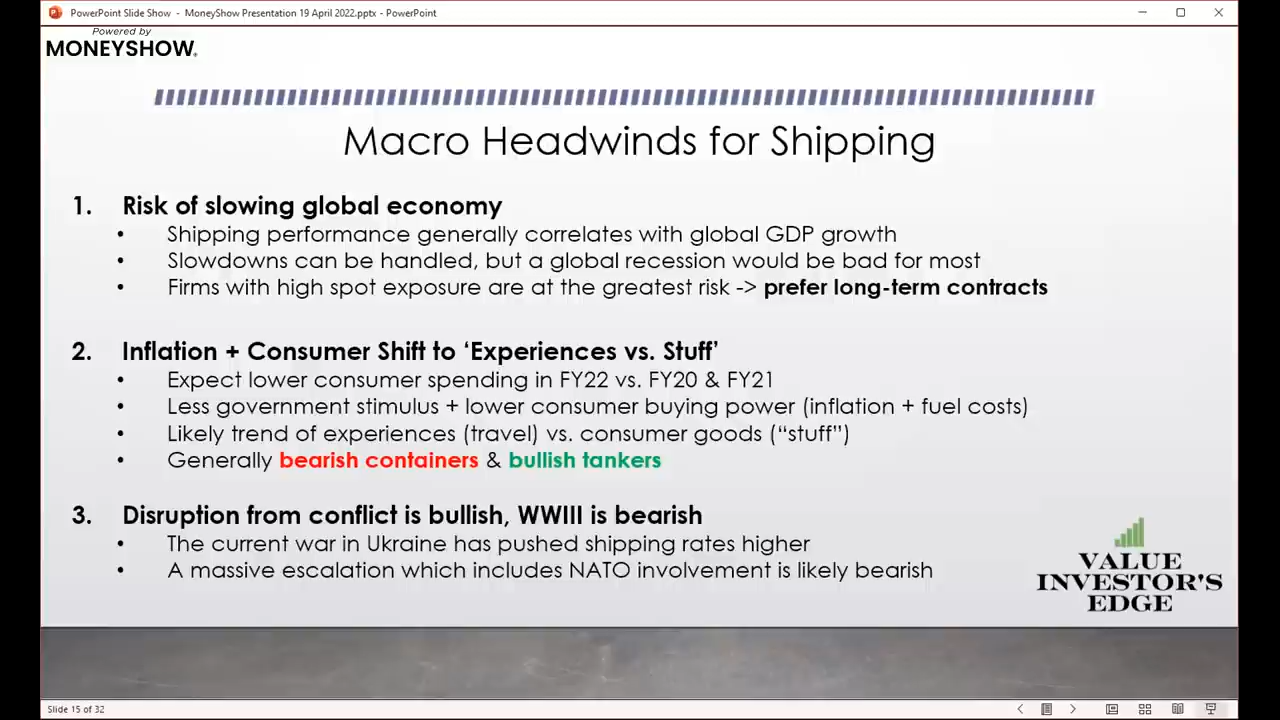 PowerPoint Slide Show - MoneyShow Presentation 19 April 2022.pptx - PowerPoint
Powered by
MONEYSHOW.
Macro Headwinds for Shipping
1. Risk of slowing global economy
• Shipping performance generally correlates with global GDP growth
• Slowdowns can be handled, but a global recession would be bad for most
• Firms with high spot exposure are at the greatest risk -> prefer long-term contracts
2. Inflation + Consumer Shift to ‘Experiences vs. Stuff’
• Expect lower consumer spending in FY22 vs. FY20 & FY21
• Less government stimulus + lower consumer buying power (inflation + fuel costs)
• Likely trend of experiences (travel) vs. consumer goods (“stuff”)
• Generally bearish containers & bullish tankers
3. Disruption from conflict is bullish, WWIII is bearish
• The current war in Ukraine has pushed shipping rates higher
• A massive escalation which includes NATO involvement is likely bearish
VALUE
INVESTOR'S
EDGE
Slide 15 of 32